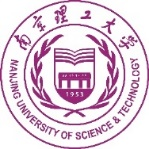 南京理工大学
1953
NANJING UNIVERSITY OF SCIENCE & TECHNOLOGY